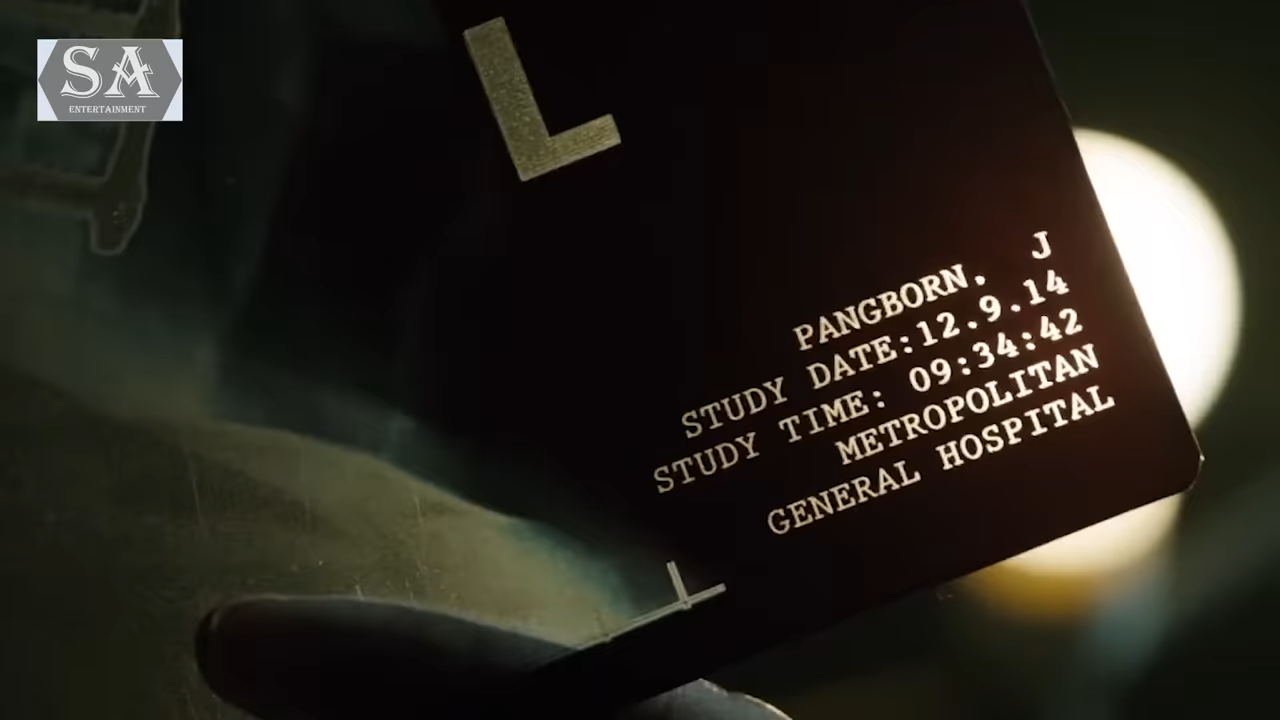 SA
ENTERTAINMENT
L
PANGBORN, J
STUDY DATE:12.9.14
STUDY TIME: 09:34:42
METROPOLITAN
GENERAL HOSPITAL